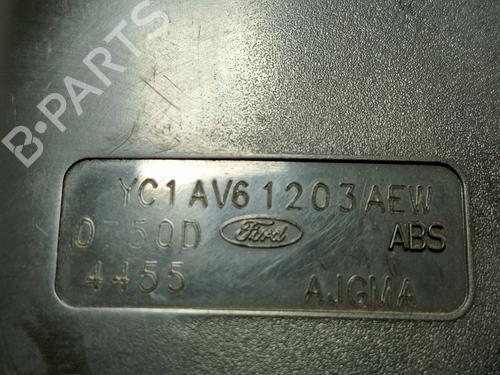 B-PARTS
YC1AV61203AEW
0750D Ford ABS
4455 AJGMA